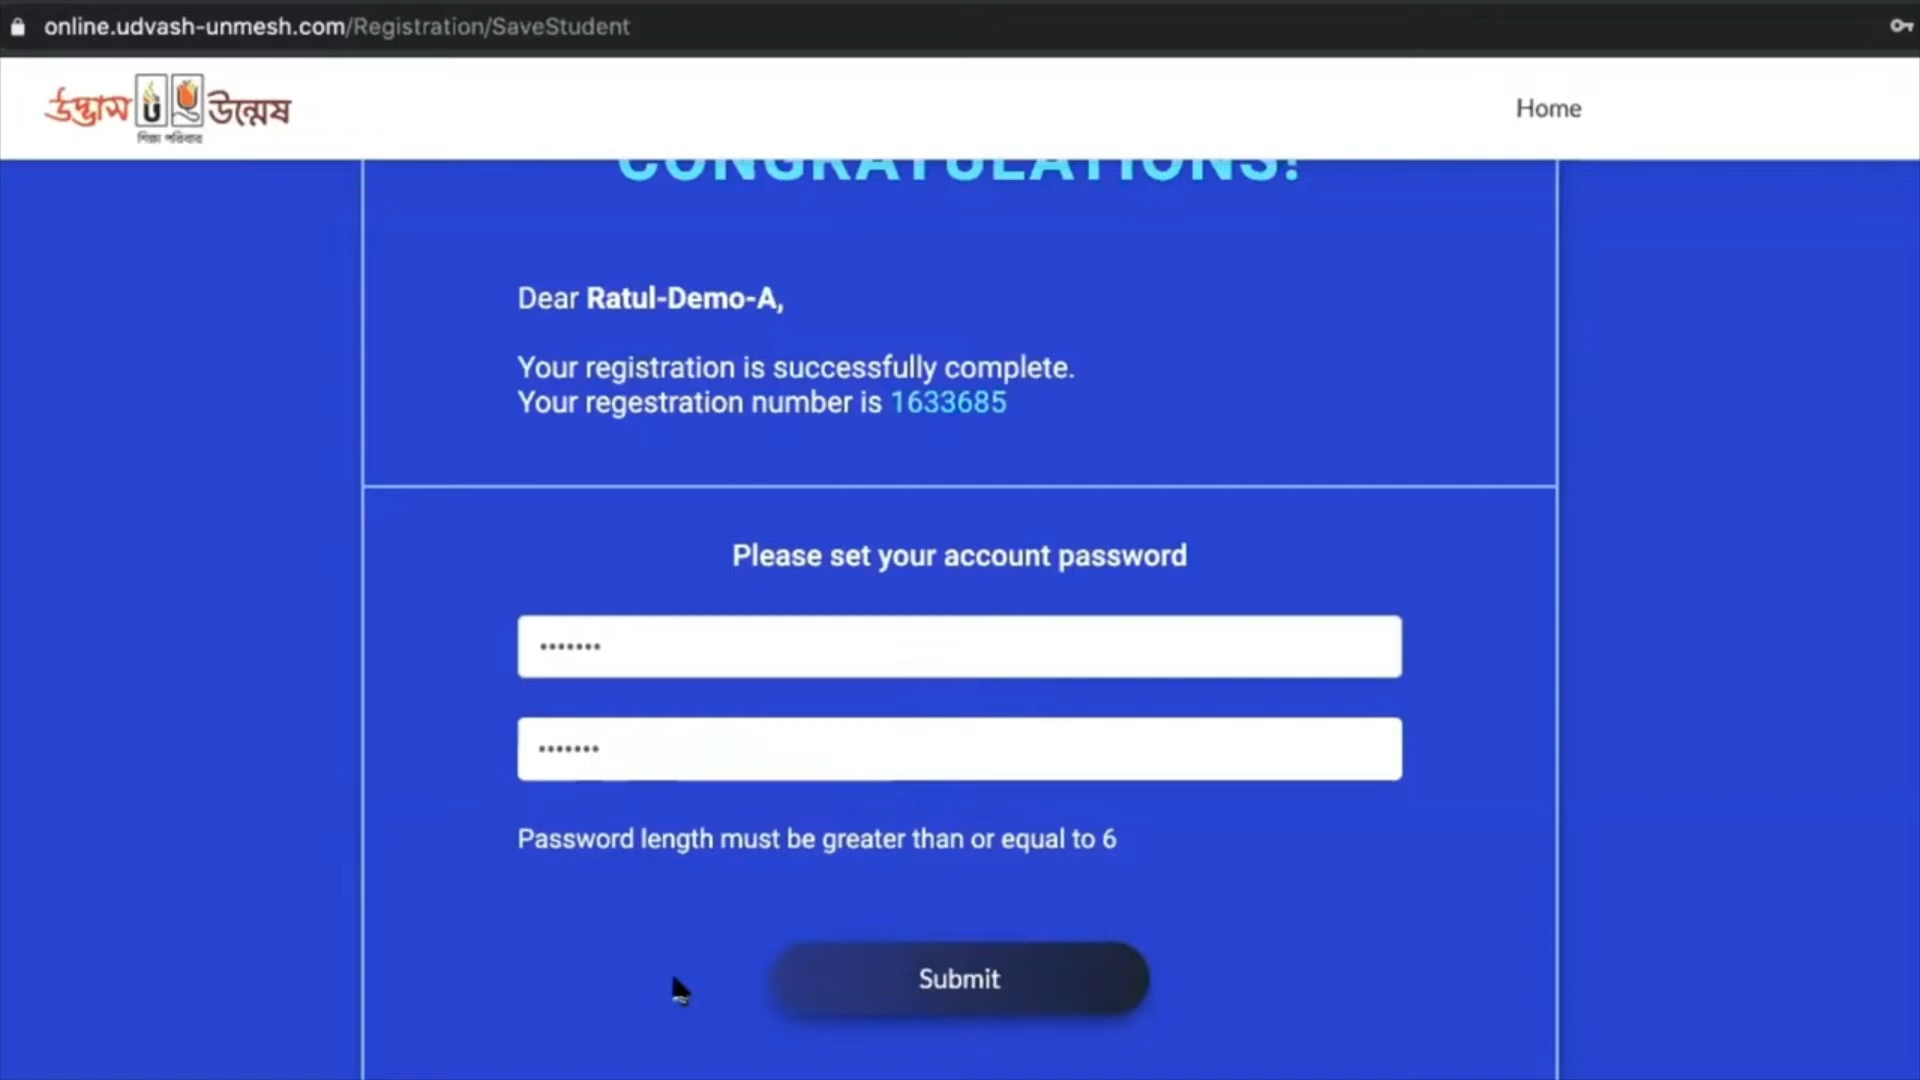 online.udvash-unmesh.com/Registration/SaveStudent
উদ্ভাস উন্মেষ
শিক্ষা পরিবার
Home
CONGRATULATIONS!
Dear Ratul-Demo-A,
Your registration is successfully complete.
Your regestration number is 1633685
Please set your account password
•••••••
•••••••
Password length must be greater than or equal to 6
Submit